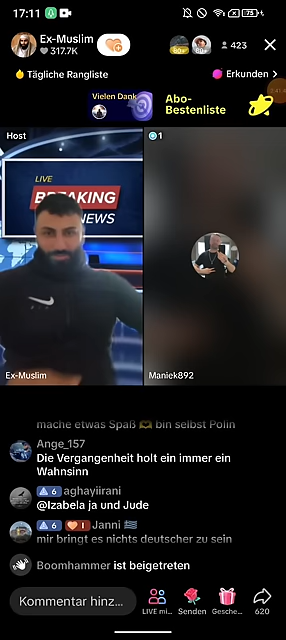 17:11
75
Ex-Muslim
317.7K
423
Tägliche Rangliste
Erkunden >
Vielen Dank
Abo-
Bestenliste
Host
1
LIVE
BREAKING
NEWS
Ex-Muslim
Maniek892
mache etwas Spaß 🫶 bin selbst Polin
Ange_157
Die Vergangenheit holt ein immer ein
Wahnsinn
6 aghayiirani
@Izabela ja und Jude
6 1 Janni 🇬🇷
mir bringt es nichts deutscher zu sein
Boomhammer ist beigetreten
Kommentar hinz...
LIVE mi...
Senden
Gesche...
620